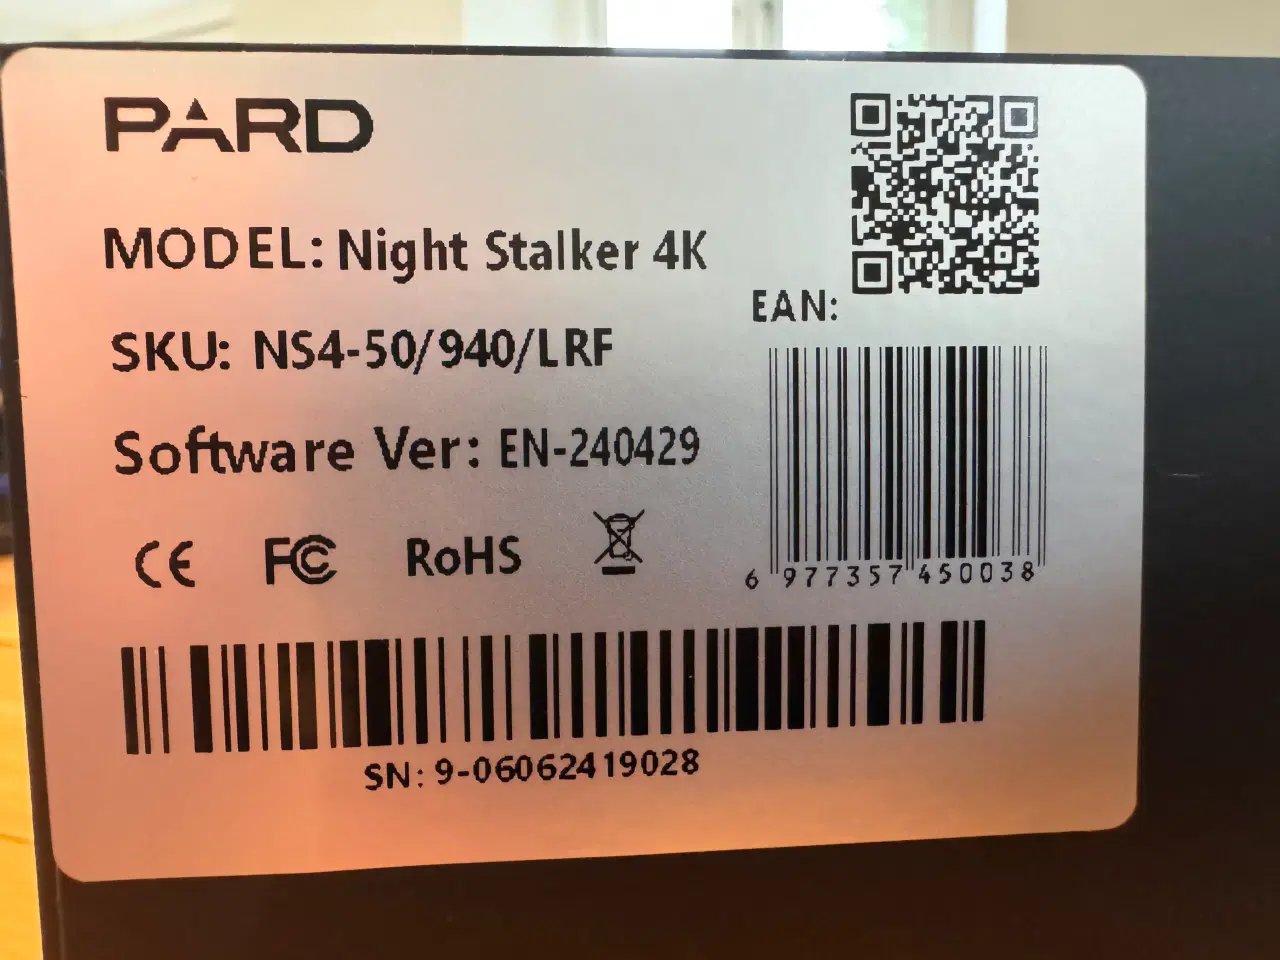 PARD
MODEL: Night Stalker 4K
EAN:
SKU: NS4-50/940/LRF
Software Ver: EN-240429
CE FC RoHS
6 977357 450038
SN: 9-06062419028